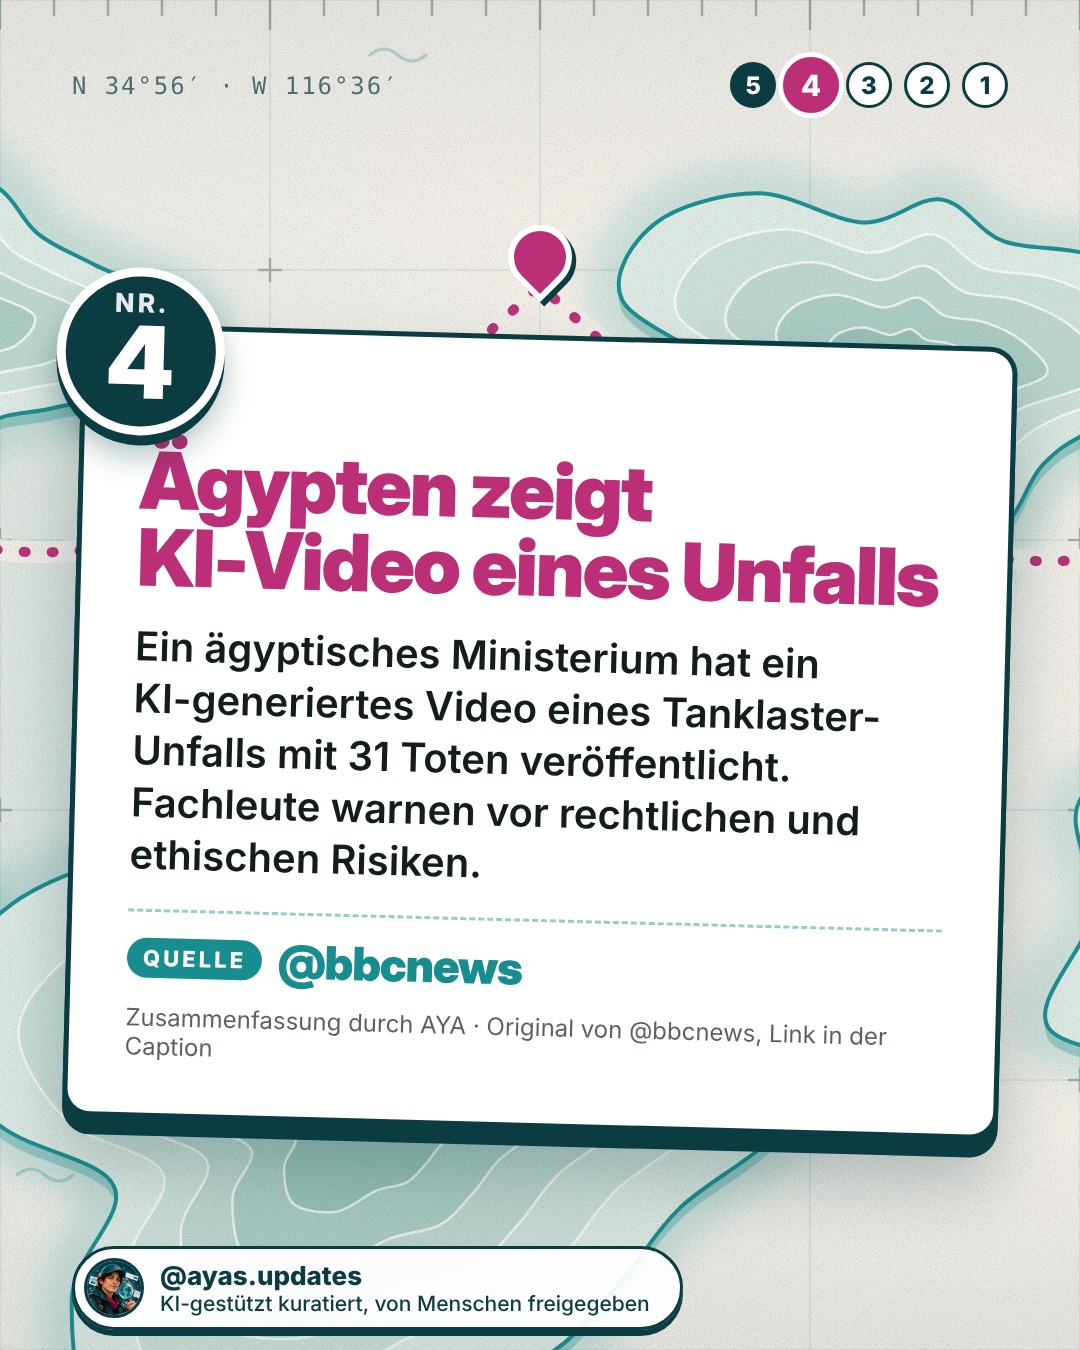 N 34°56′ · W 116°36′
5 4 3 2 1
NR.
4
Ägypten zeigt
KI-Video eines Unfalls
Ein ägyptisches Ministerium hat ein
KI-generiertes Video eines Tanklaster-
Unfalls mit 31 Toten veröffentlicht.
Fachleute warnen vor rechtlichen und
ethischen Risiken.
QUELLE @bbcnews
Zusammenfassung durch AYA · Original von @bbcnews, Link in der
Caption
@ayas.updates
KI-gestützt kuratiert, von Menschen freigegeben